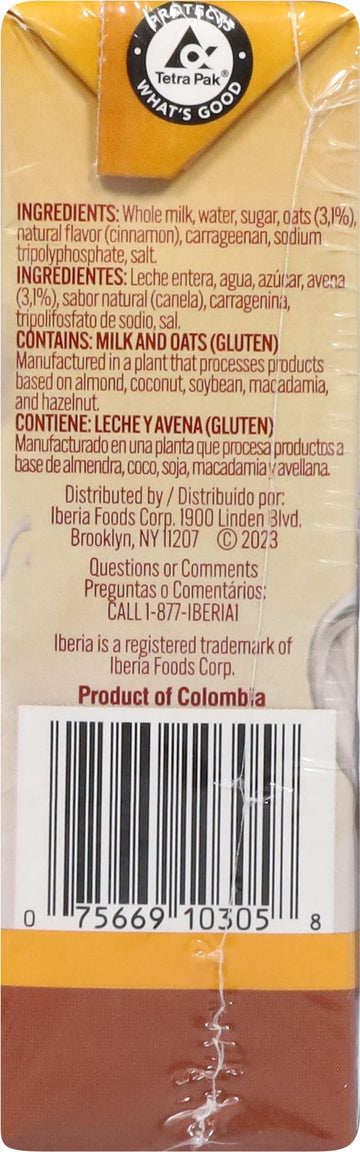 PROTECTS
Tetra Pak®
WHAT'S GOOD
INGREDIENTS: Whole milk, water, sugar, oats (3,1%),
natural flavor (cinnamon), carrageenan, sodium
tripolyphosphate, salt.
INGREDIENTES: Leche entera, agua, azúcar, avena
(3,1%), sabor natural (canela), carragenina,
tripolifosfato de sodio, sal.
CONTAINS: MILK AND OATS (GLUTEN)
Manufactured in a plant that processes products
based on almond, coconut, soybean, macadamia,
and hazelnut.
CONTIENE: LECHE Y AVENA (GLUTEN)
Manufacturado en una planta que procesa productos a
base de almendra, coco, soja, macadamia y avellana.
Distributed by / Distribuido por:
Iberia Foods Corp. 1900 Linden Blvd.
Brooklyn, NY 11207 © 2023
Questions or Comments
Preguntas o Comentários:
CALL 1-877-IBERIA1
Iberia is a registered trademark of
Iberia Foods Corp.
Product of Colombia
0 75669 10305 8